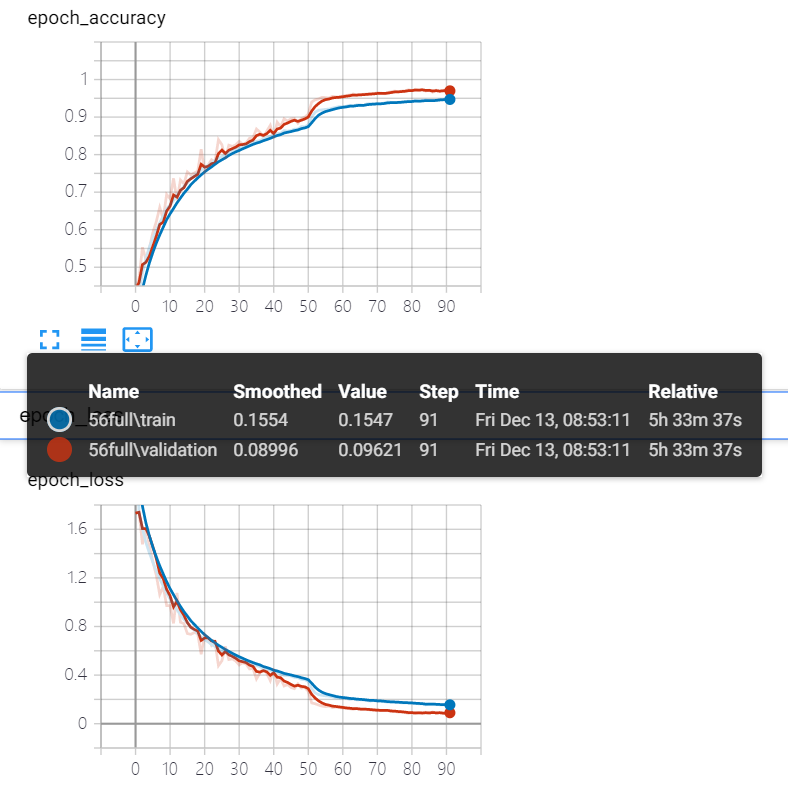 epoch_accuracy
1
0.9
0.8
0.7
0.6
0.5
0 10 20 30 40 50 60 70 80 90
Name Smoothed Value Step Time Relative
epoch_loss
56full\train 0.1554 0.1547 91 Fri Dec 13, 08:53:11 5h 33m 37s
56full\validation 0.08996 0.09621 91 Fri Dec 13, 08:53:11 5h 33m 37s
epoch_loss
1.6
1.2
0.8
0.4
0
0 10 20 30 40 50 60 70 80 90